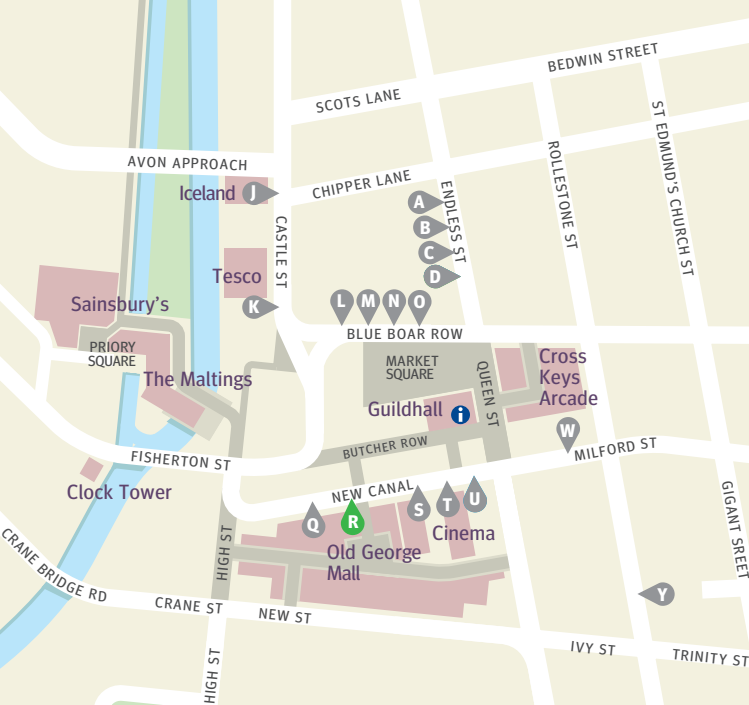 BEDWIN STREET
SCOTS LANE
ST EDMUND'S CHURCH ST
AVON APPROACH
ROLLESTONE ST
Iceland
J
CHIPPER LANE
ENDLESS ST
A
B
C
D
CASTLE ST
Tesco
K
L
M
N
O
Sainsbury's
BLUE BOAR ROW
PRIORY
SQUARE
MARKET
SQUARE
QUEEN ST
Cross
Keys
Arcade
The Maltings
Guildhall
i
W
BUTCHER ROW
MILFORD ST
FISHERTON ST
Clock Tower
NEW CANAL
GIGANT SREET
Q
R
S
T
U
Cinema
Old George
Mall
HIGH ST
CRANE BRIDGE RD
Y
CRANE ST
NEW ST
IVY ST
TRINITY ST
HIGH ST